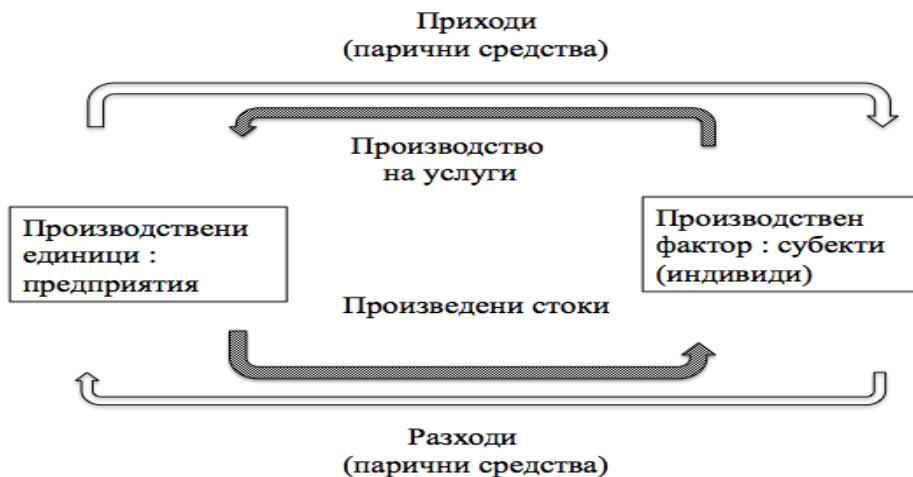 Приходи
(парични средства)
Производство
на услуги
Производствени
единици :
предприятия
Производствен
фактор : субекти
(индивиди)
Произведени стоки
Разходи
(парични средства)